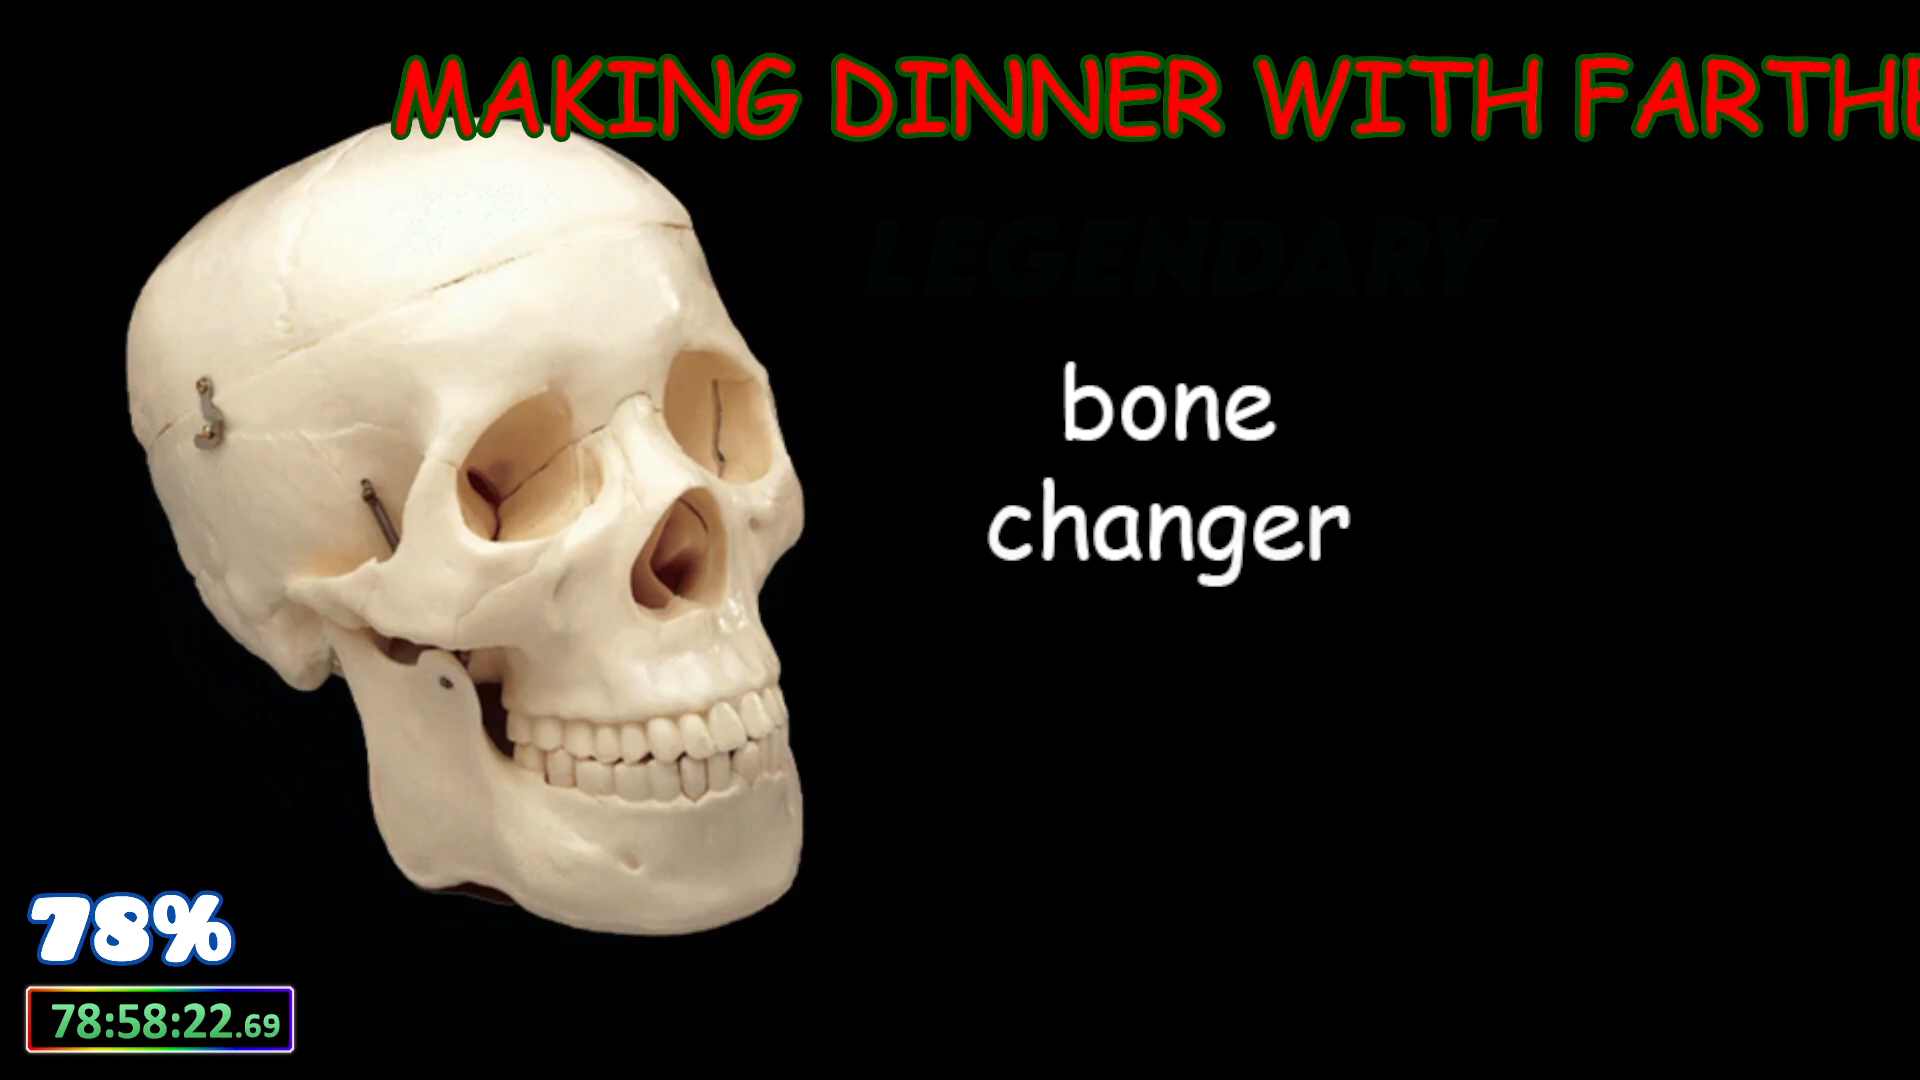 MAKING DINNER WITH FARTHE
LEGENDARY
bone
changer
78%
78:58:22.69